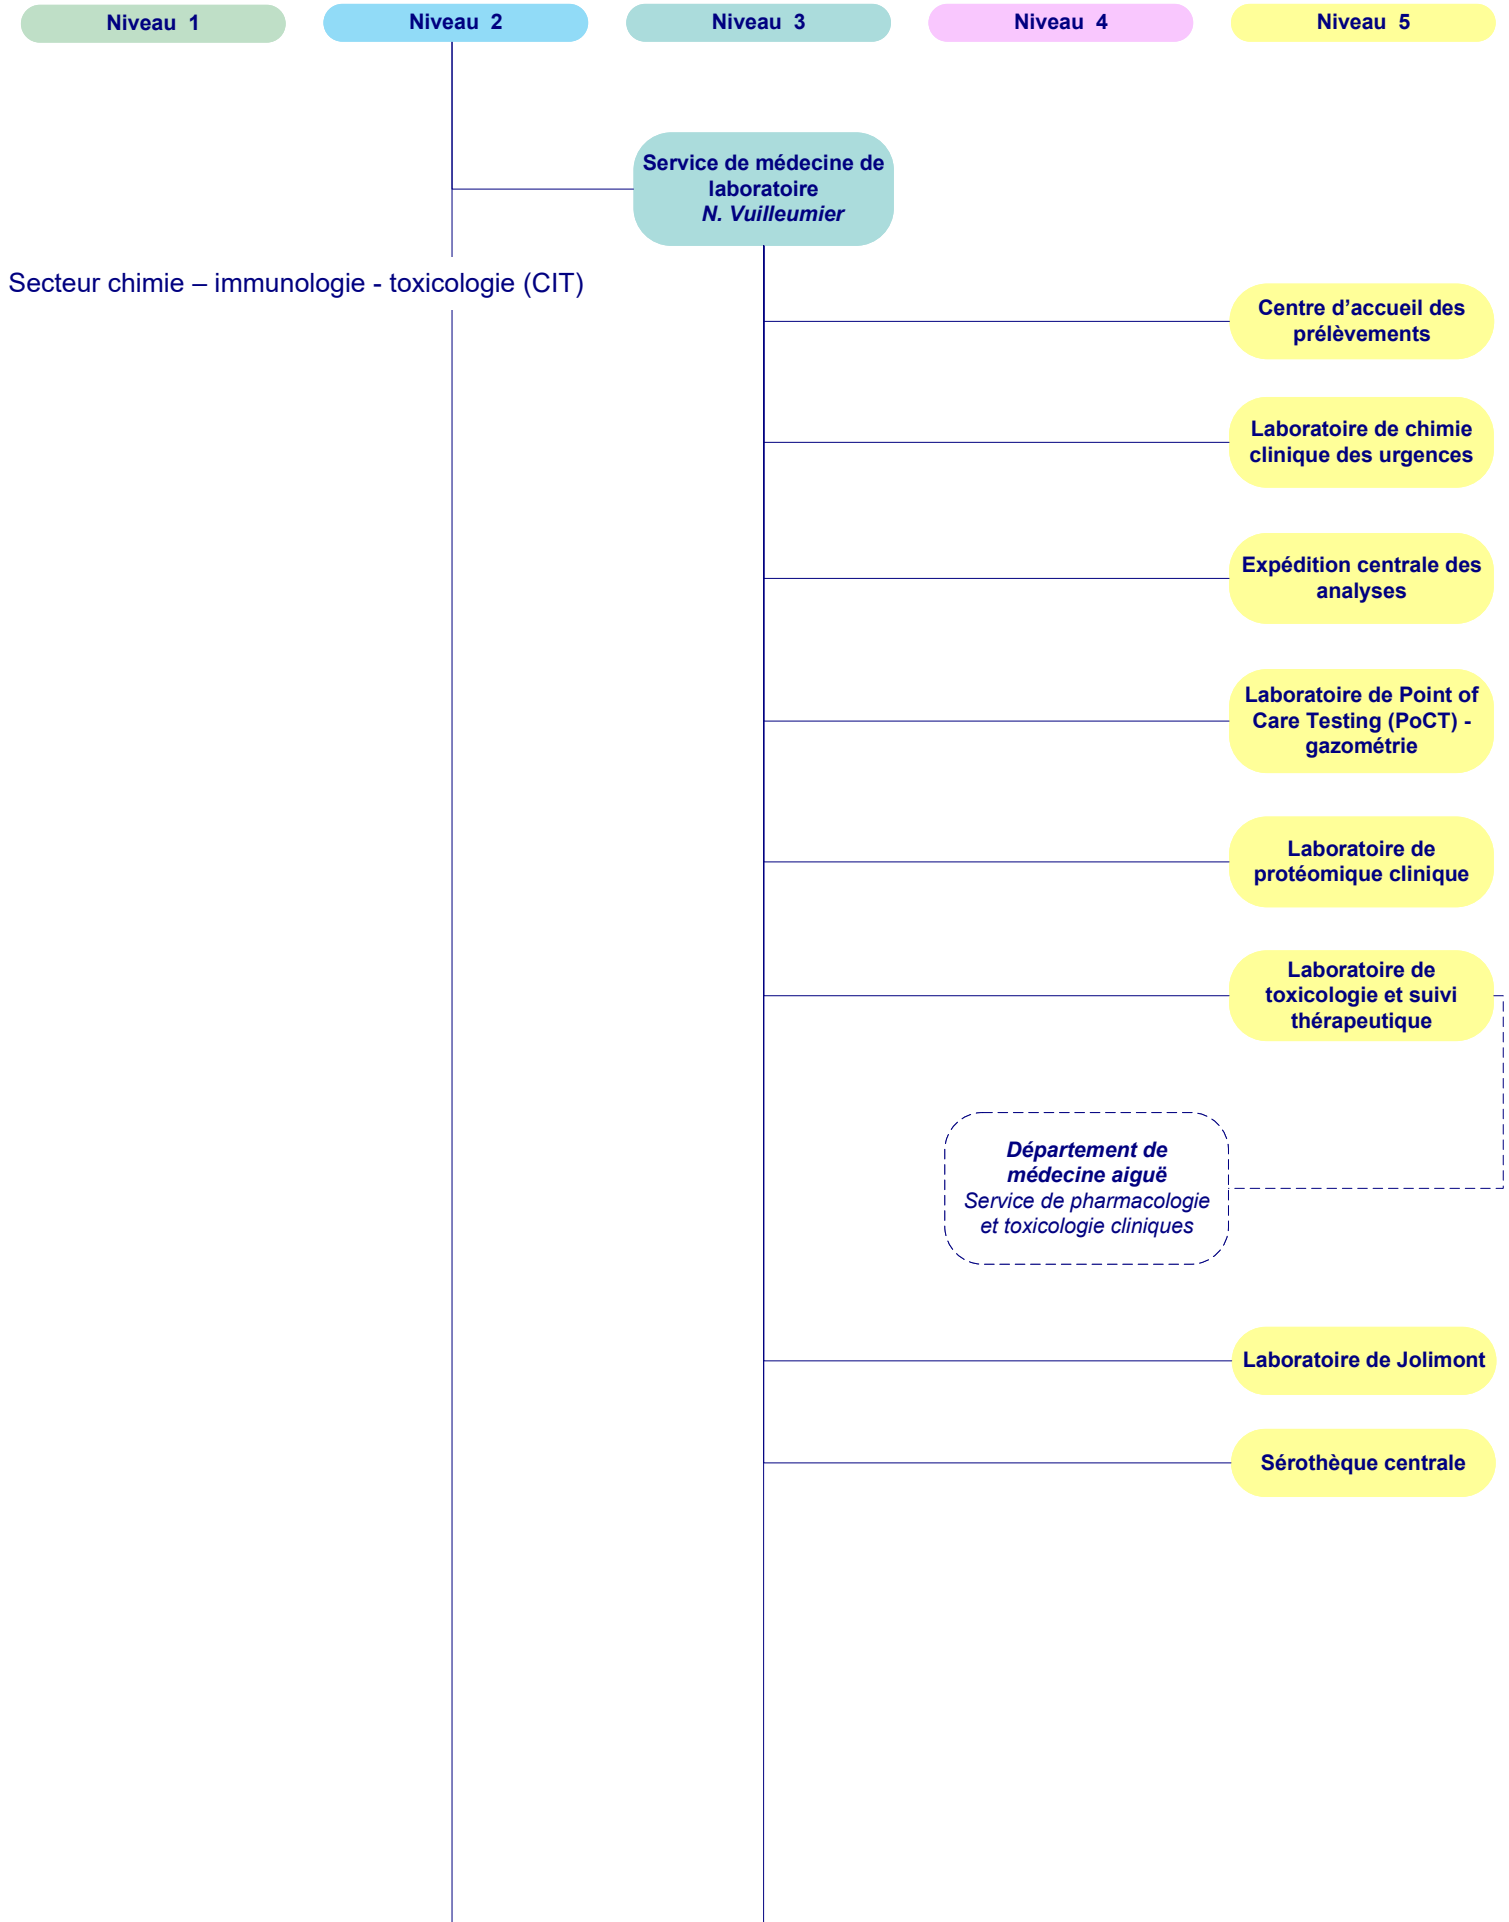 Niveau 1
Niveau 2
Niveau 3
Niveau 4
Niveau 5
Service de médecine de
laboratoire
N. Vuilleumier
Secteur chimie – immunologie - toxicologie (CIT)
Centre d’accueil des
prélèvements
Laboratoire de chimie
clinique des urgences
Expédition centrale des
analyses
Laboratoire de Point of
Care Testing (PoCT) -
gazométrie
Laboratoire de
protéomique clinique
Laboratoire de
toxicologie et suivi
thérapeutique
Département de
médecine aiguë
Service de pharmacologie
et toxicologie cliniques
Laboratoire de Jolimont
Sérothèque centrale